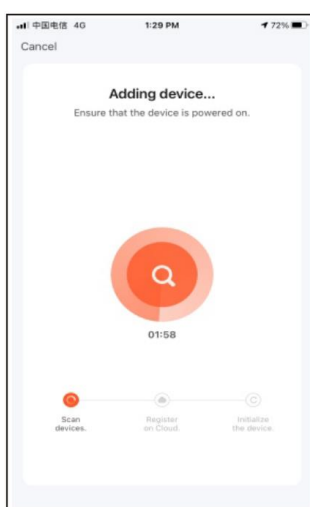 中国电信 4G 1:29 PM 72%
Cancel
Adding device...
Ensure that the device is powered on.
01:58
Scan devices.
Register on Cloud.
Initialize the device.